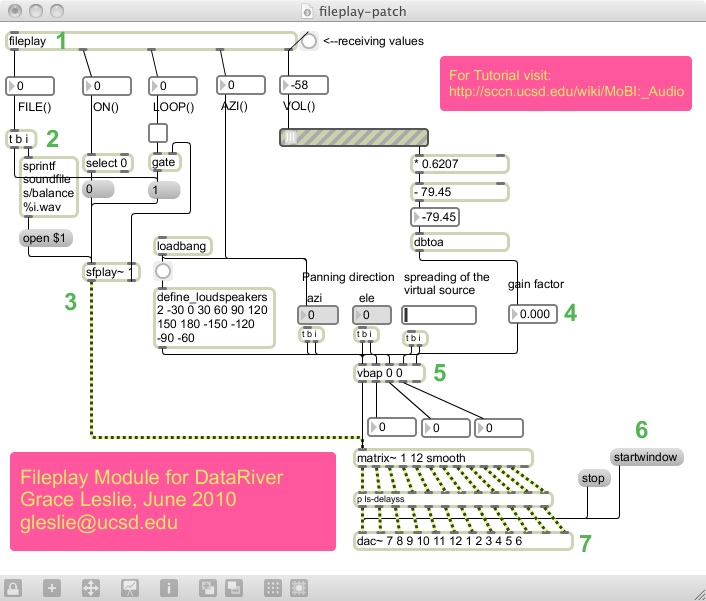 fileplay-patch
fileplay
1
<--receiving values
For Tutorial visit:
http://sccn.ucsd.edu/wiki/MoBI:_Audio
0
0
0
0
-58
FILE()
ON()
LOOP()
AZI()
VOL()
t b i
2
sprintf
soundfile
s/balance
%i.wav
select 0
gate
0
1
* 0.6207
- 79.45
-79.45
dbtoa
open $1
loadbang
sfplay~ 1
3
define_loudspeakers
2 -30 0 30 60 90 120
150 180 -150 -120
-90 -60
Panning direction
azi
ele
0
0
t b i
t b i
spreading of the
virtual source
t b i
gain factor
0.000
4
vbap 0 0
5
0
0
0
6
matrix~ 1 12 smooth
startwindow
stop
p ls-delayss
dac~ 7 8 9 10 11 12 1 2 3 4 5 6
7
Fileplay Module for DataRiver
Grace Leslie, June 2010
gleslie@ucsd.edu